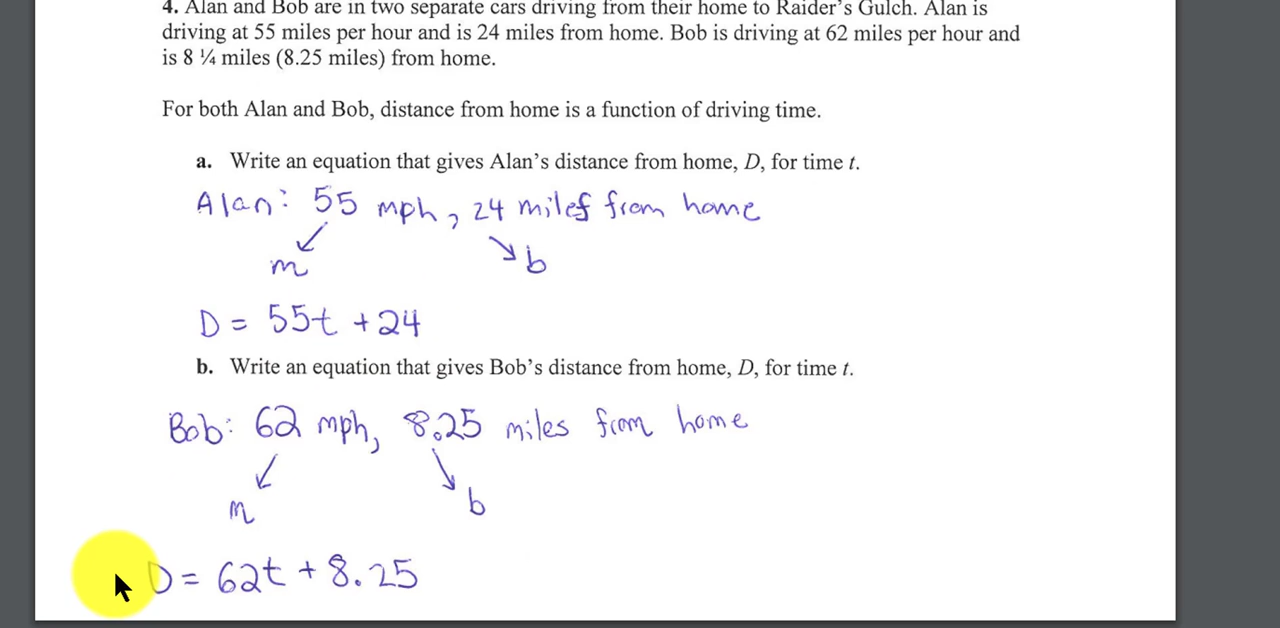 4. Alan and Bob are in two separate cars driving from their home to Raider's Gulch. Alan is
driving at 55 miles per hour and is 24 miles from home. Bob is driving at 62 miles per hour and
is 8 ¼ miles (8.25 miles) from home.
For both Alan and Bob, distance from home is a function of driving time.
a. Write an equation that gives Alan's distance from home, D, for time t.
Alan: 55 mph, 24 miles from home
m b
D = 55t + 24
b. Write an equation that gives Bob's distance from home, D, for time t.
Bob: 62 mph, 8.25 miles from home
m b
D = 62t + 8.25